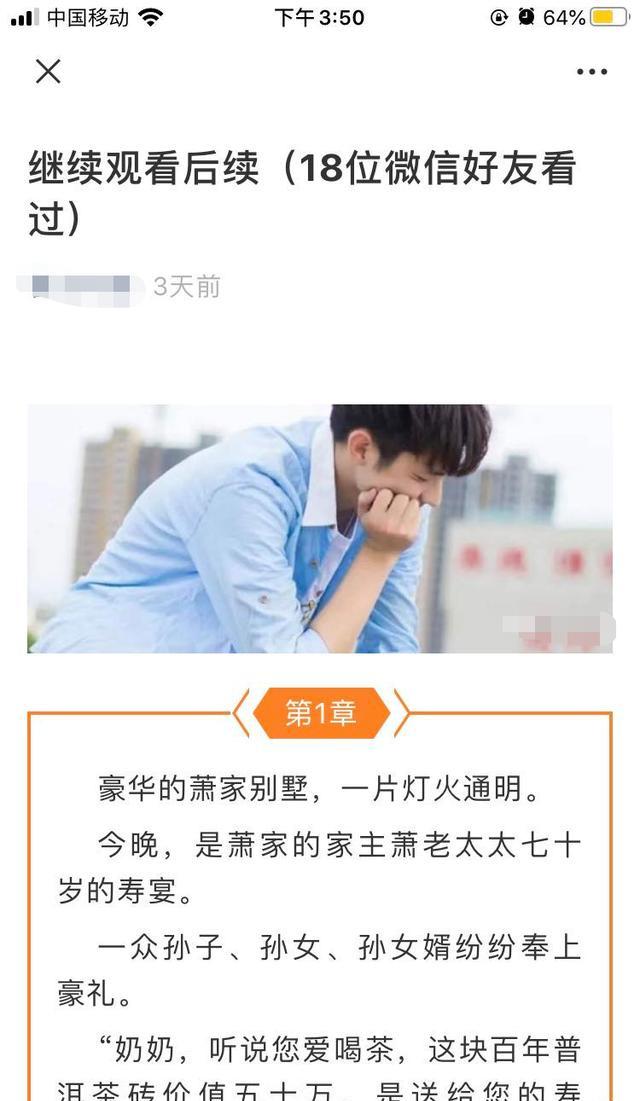 中国移动 下午3:50 64%
继续观看后续（18位微信好友看
过）
3天前
第1章
豪华的萧家别墅，一片灯火通明。
今晚，是萧家的家主萧老太太七十
岁的寿宴。
一众孙子、孙女、孙女婿纷纷奉上
豪礼。
“奶奶，听说您爱喝茶，这块百年普
洱茶砖价值五十万，是送给您的寿